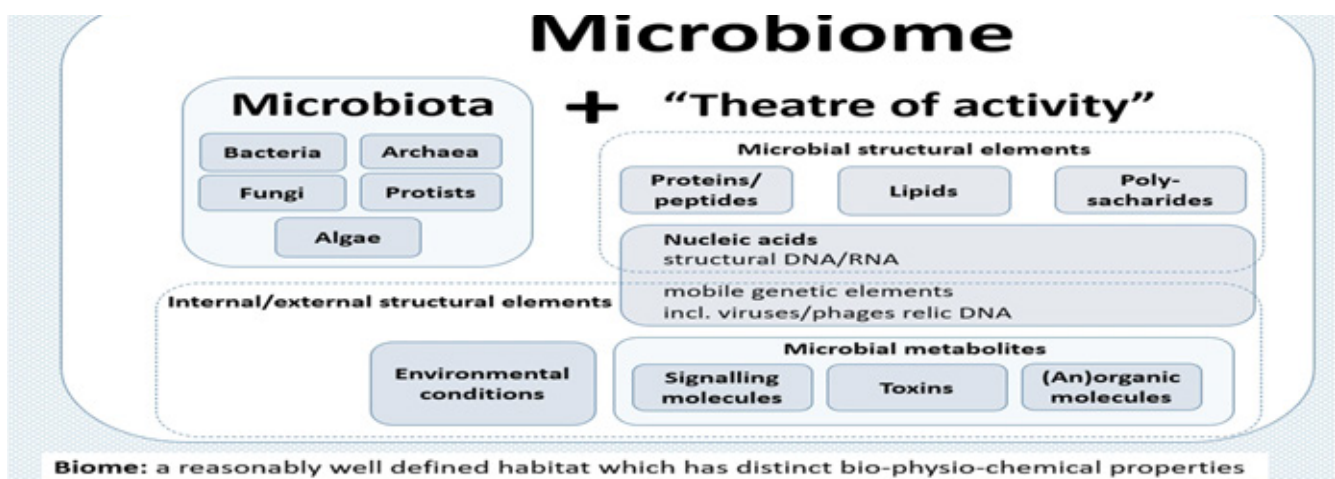 Microbiome
Microbiota + “Theatre of activity”
Bacteria
Archaea
Fungi
Protists
Algae
Microbial structural elements
Proteins/
peptides
Lipids
Poly-
sacharides
Nucleic acids
structural DNA/RNA
mobile genetic elements
incl. viruses/phages relic DNA
Internal/external structural elements
Environmental
conditions
Microbial metabolites
Signalling
molecules
Toxins
(An)organic
molecules
Biome: a reasonably well defined habitat which has distinct bio-physio-chemical properties